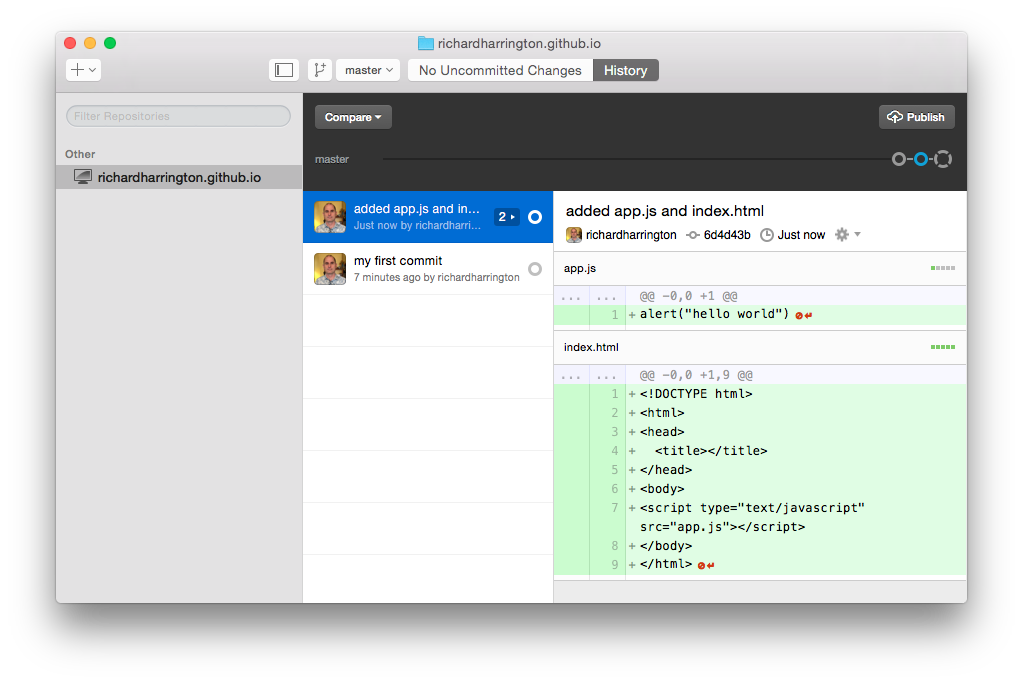 richardharrington.github.io
master
No Uncommitted Changes
History
Filter Repositories
Other
richardharrington.github.io
Compare
Publish
master
added app.js and in...
Just now by richardharri...
2
my first commit
7 minutes ago by richardharrington
added app.js and index.html
richardharrington 6d4d43b Just now
app.js
... ... @@ -0,0 +1 @@
1 +alert("hello world")
index.html
... ... @@ -0,0 +1,9 @@
1 +<!DOCTYPE html>
2 +<html>
3 +<head>
4 +  <title></title>
5 +</head>
6 +<body>
7 +<script type="text/javascript"
src="app.js"></script>
8 +</body>
9 +</html>